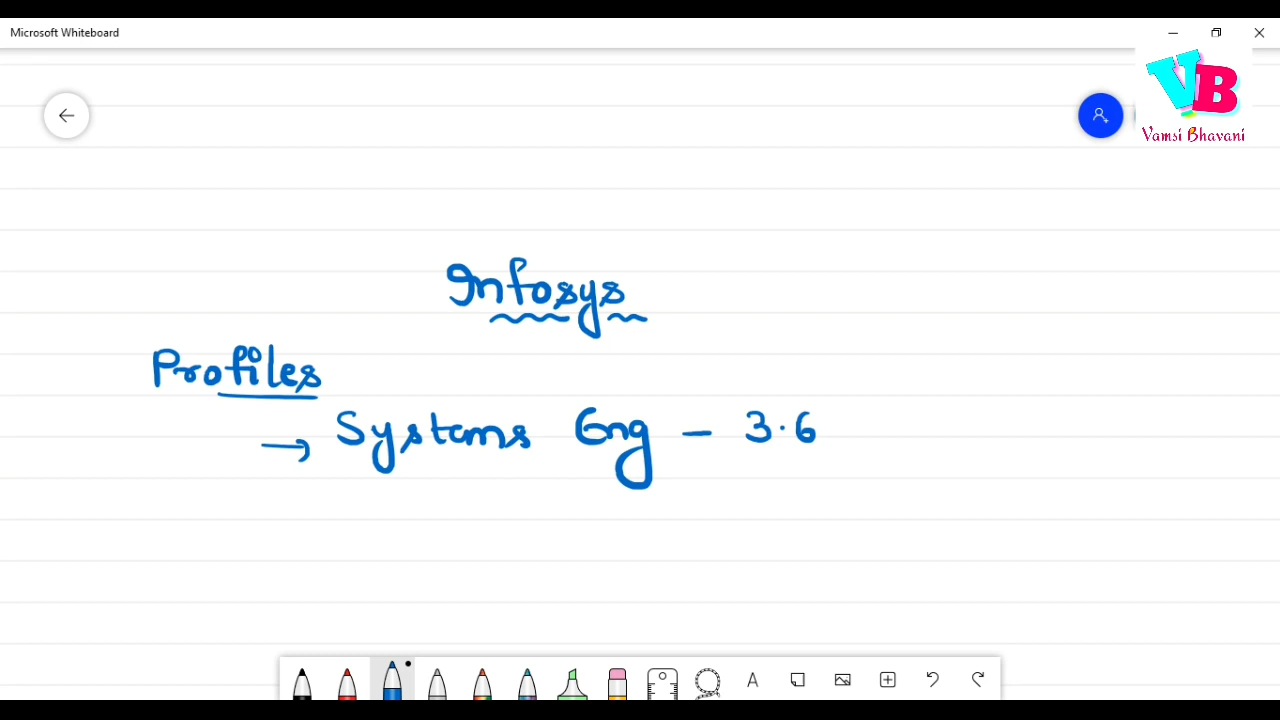 Microsoft Whiteboard
VB
Vamsi Bhavani
Infosys
Profiles
→ Systems Eng - 3.6
A